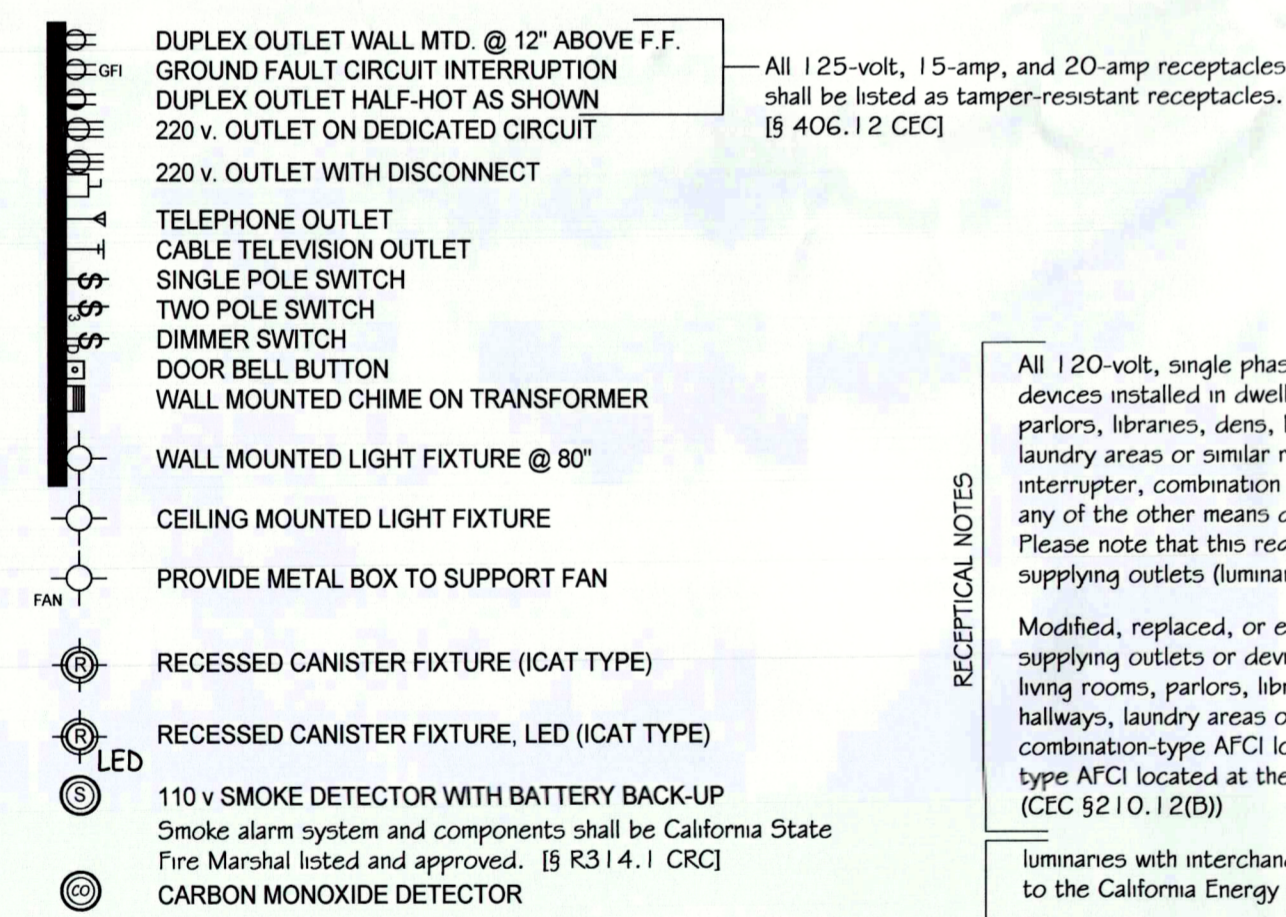 DUPLEX OUTLET WALL MTD. @ 12" ABOVE F.F.
GFI GROUND FAULT CIRCUIT INTERRUPTION
DUPLEX OUTLET HALF-HOT AS SHOWN
220 v. OUTLET ON DEDICATED CIRCUIT
220 v. OUTLET WITH DISCONNECT
TELEPHONE OUTLET
CABLE TELEVISION OUTLET
S SINGLE POLE SWITCH
S3 TWO POLE SWITCH
SD DIMMER SWITCH
DOOR BELL BUTTON
WALL MOUNTED CHIME ON TRANSFORMER
WALL MOUNTED LIGHT FIXTURE @ 80"
CEILING MOUNTED LIGHT FIXTURE
FAN PROVIDE METAL BOX TO SUPPORT FAN
R RECESSED CANISTER FIXTURE (ICAT TYPE)
R LED RECESSED CANISTER FIXTURE, LED (ICAT TYPE)
S 110 v SMOKE DETECTOR WITH BATTERY BACK-UP
Smoke alarm system and components shall be California State
Fire Marshal listed and approved. [§ R314.1 CRC]
CO CARBON MONOXIDE DETECTOR
All 125-volt, 15-amp, and 20-amp receptacles
shall be listed as tamper-resistant receptacles.
[§ 406.12 CEC]
RECEPTICAL NOTES
All 120-volt, single phas
devices installed in dwell
parlors, libraries, dens,
laundry areas or similar
interrupter, combination
any of the other means
Please note that this
supplying outlets (lumina
Modified, replaced, or e
supplying outlets or dev
living rooms, parlors, lib
hallways, laundry areas o
combination-type AFCI lo
type AFCI located at the
(CEC §210.12(B))
luminaries with interchan
to the California Energy